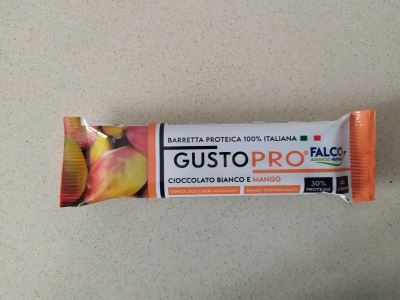 BARRETTA PROTEICA 100% ITALIANA
GUSTOPRO®
FALCO
CIOCCOLATO BIANCO E MANGO
SENZA ZUCCHERI AGGIUNTI
SENZA CONSERVANTI
30%
PROTEINE